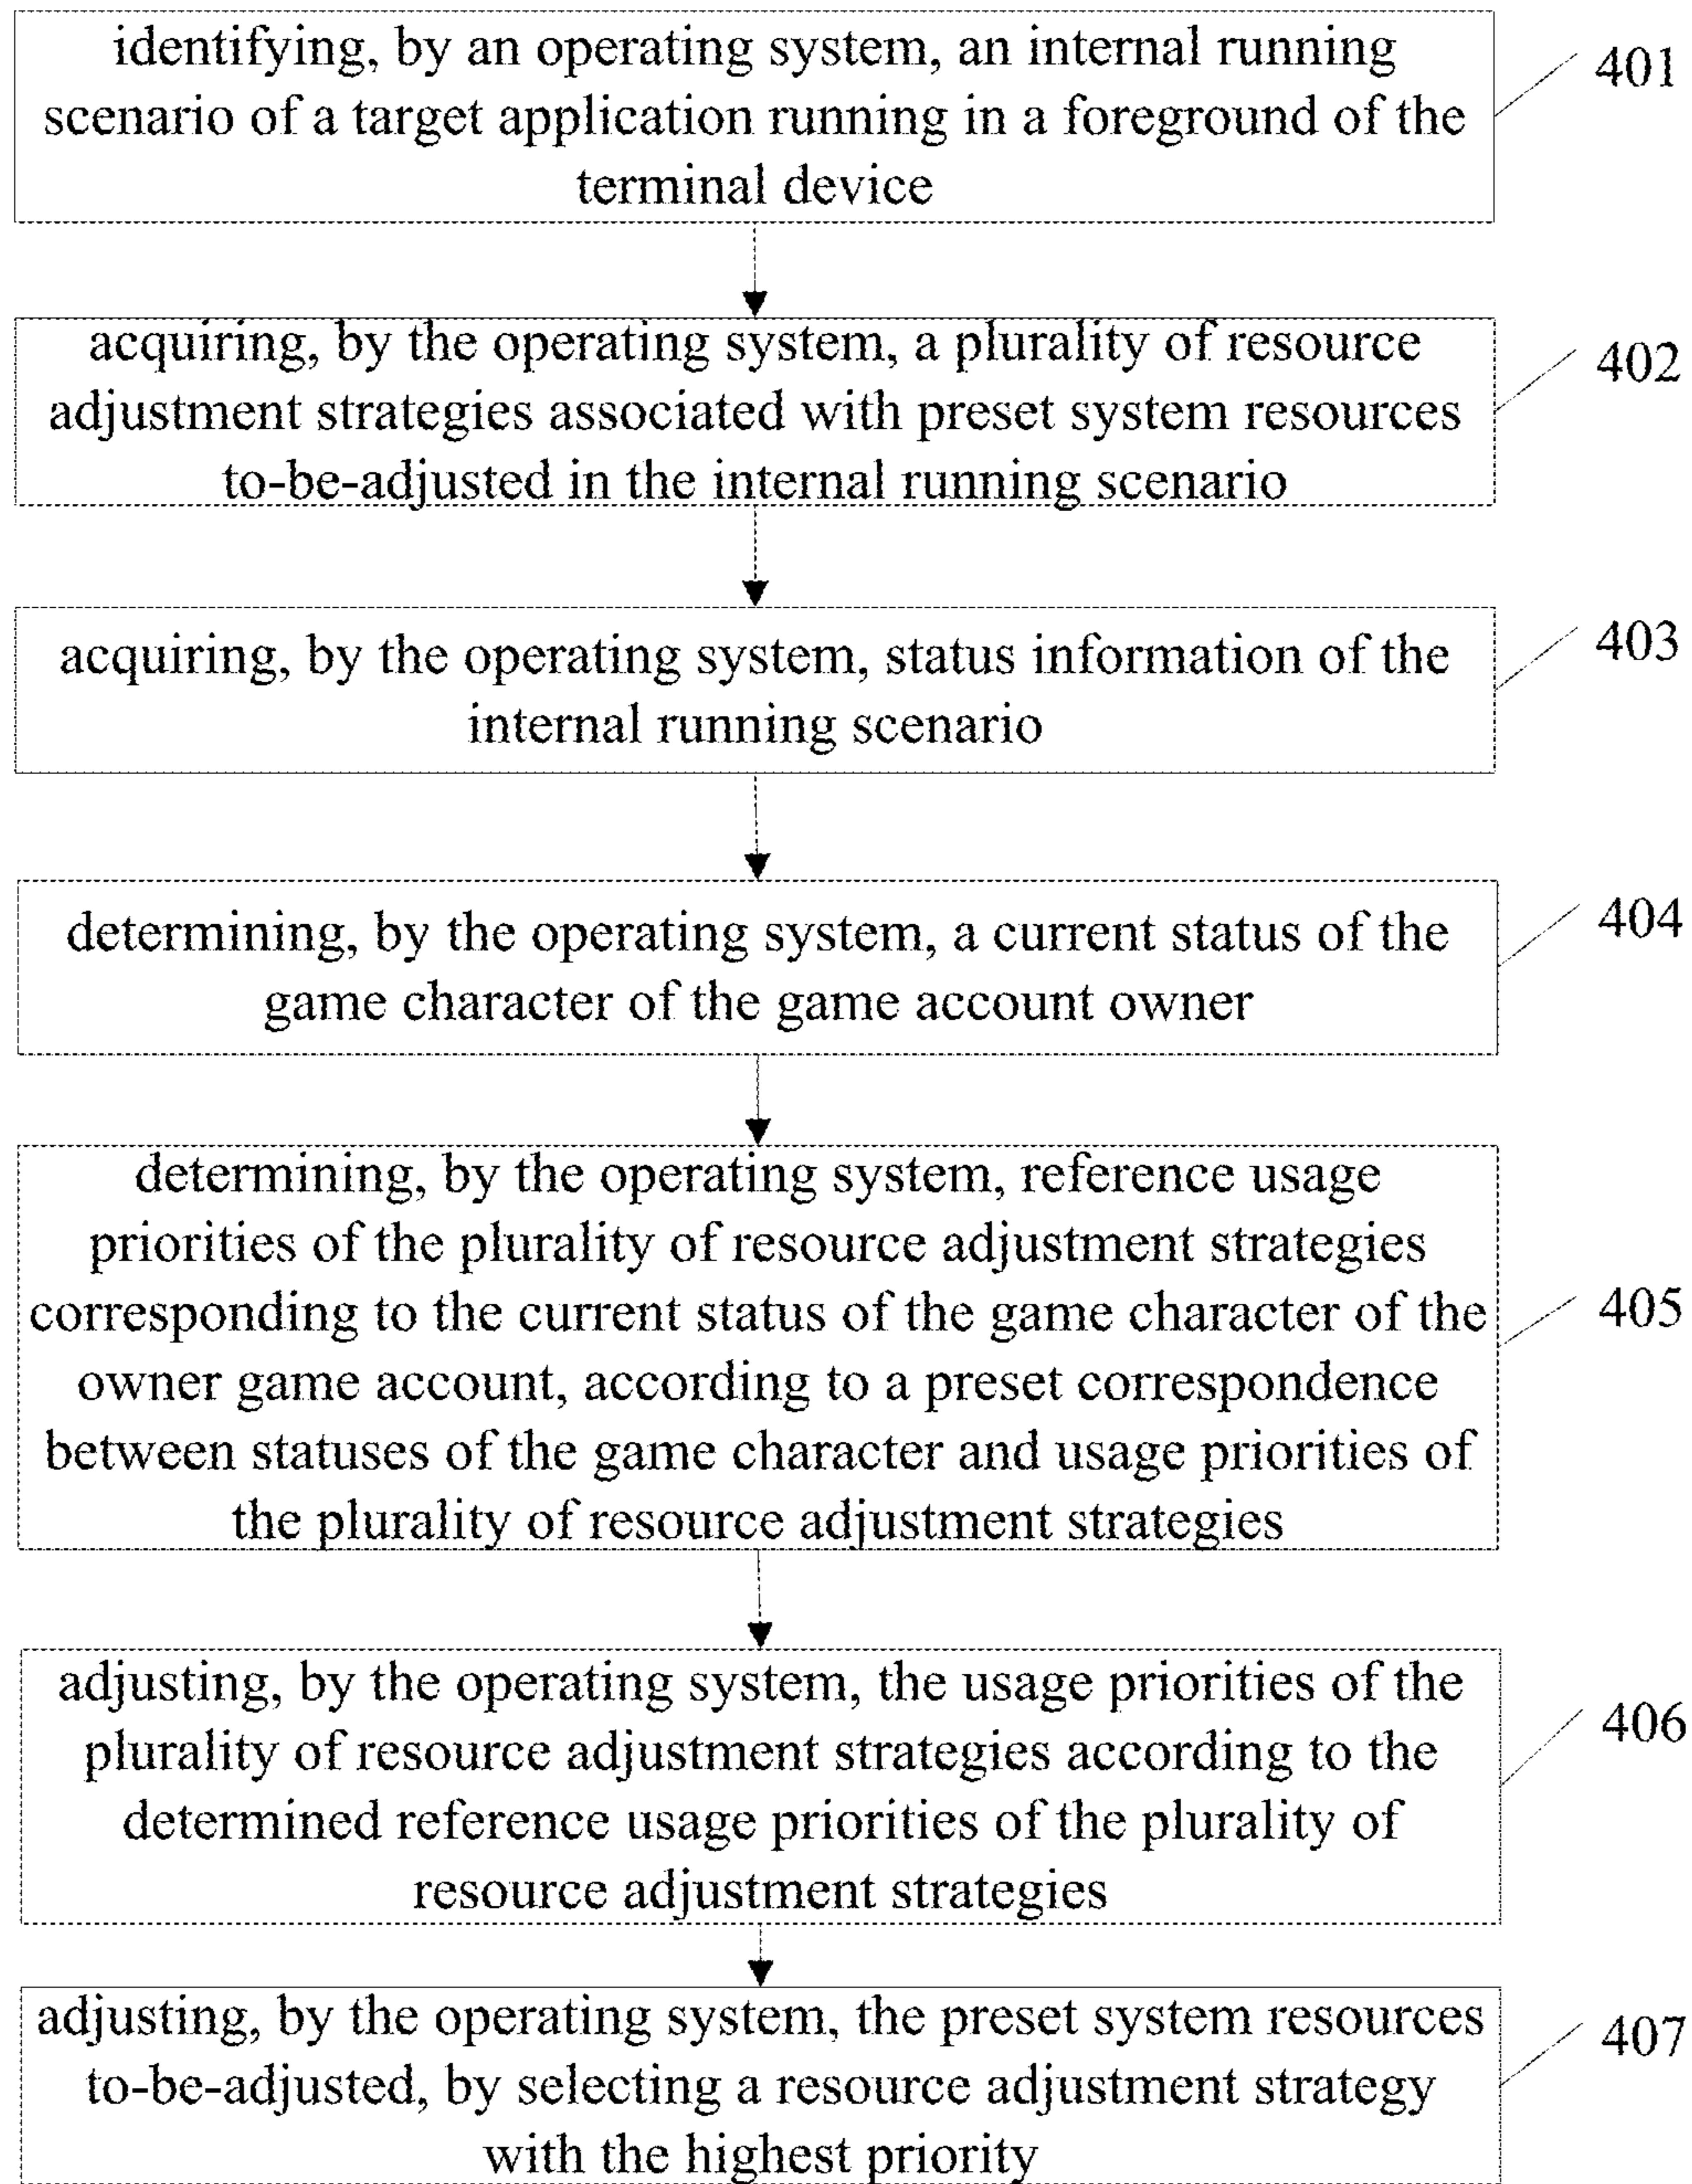 identifying, by an operating system, an internal running
scenario of a target application running in a foreground of the
terminal device
401
acquiring, by the operating system, a plurality of resource
adjustment strategies associated with preset system resources
to-be-adjusted in the internal running scenario
402
acquiring, by the operating system, status information of the
internal running scenario
403
determining, by the operating system, a current status of the
game character of the game account owner
404
determining, by the operating system, reference usage
priorities of the plurality of resource adjustment strategies
corresponding to the current status of the game character of the
owner game account, according to a preset correspondence
between statuses of the game character and usage priorities of
the plurality of resource adjustment strategies
405
adjusting, by the operating system, the usage priorities of the
plurality of resource adjustment strategies according to the
determined reference usage priorities of the plurality of
resource adjustment strategies
406
adjusting, by the operating system, the preset system resources
to-be-adjusted, by selecting a resource adjustment strategy
with the highest priority
407